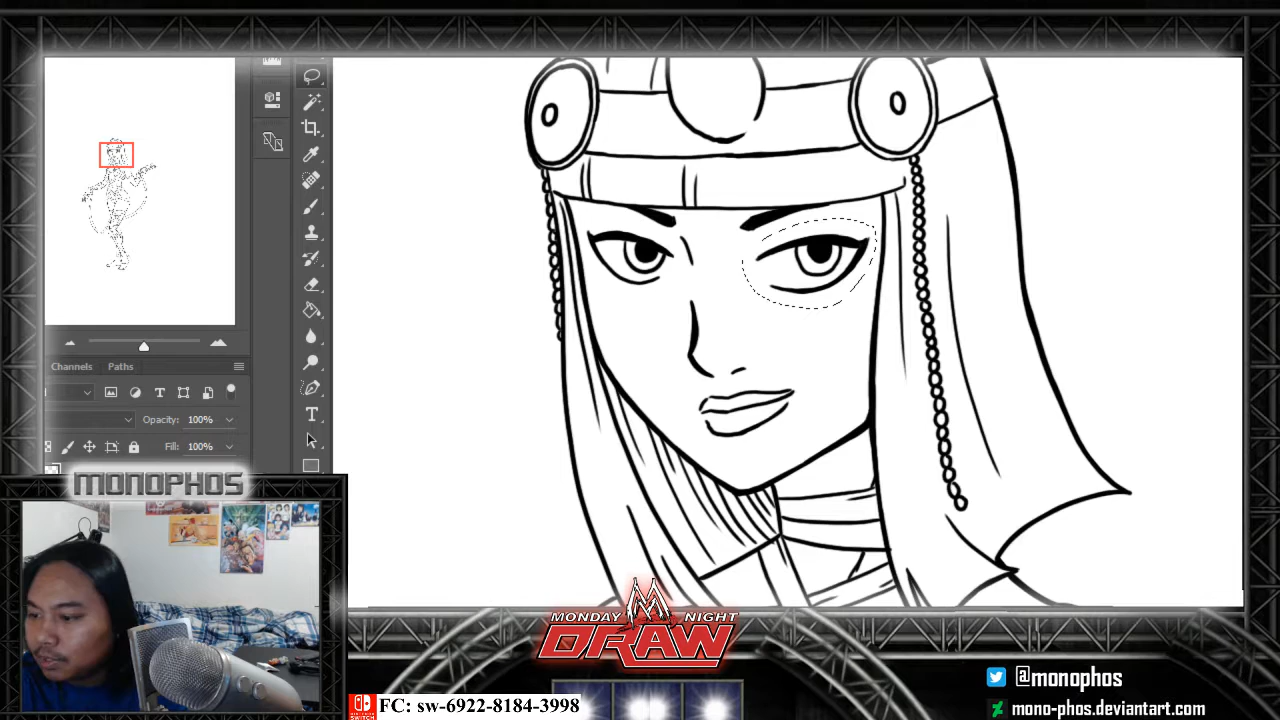 Channels Paths
Opacity: 100%
Fill: 100%
MONOPHOS
MONDAY NIGHT
DRAW
FC: sw-6922-8184-3998
SWITCH
@monophos
mono-phos.deviantart.com